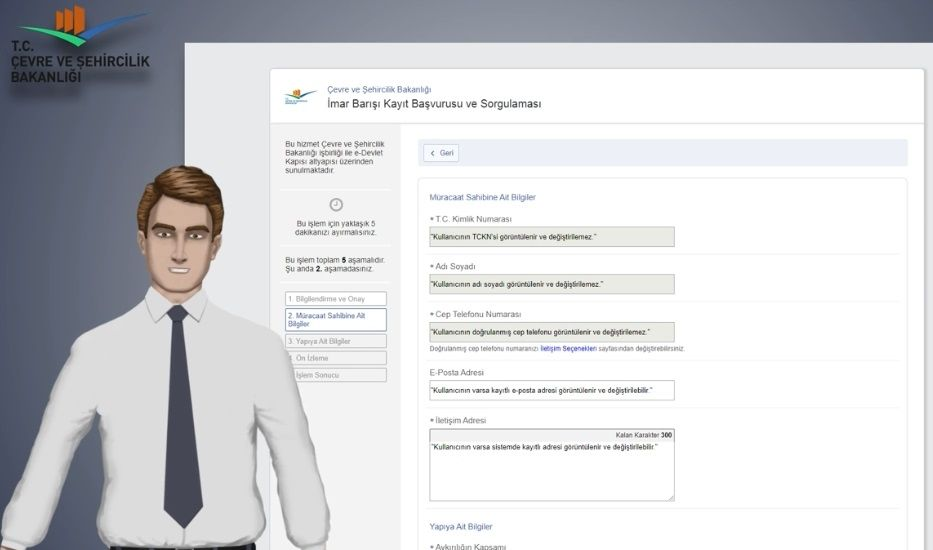 T.C.
ÇEVRE VE ŞEHİRCİLİK
BAKANLIĞI
Çevre ve Şehircilik Bakanlığı
İmar Barışı Kayıt Başvurusu ve Sorgulaması
Bu hizmet Çevre ve Şehircilik
Bakanlığı işbirliği ile e-Devlet
Kapısı altyapısı üzerinden
sunulmaktadır.
Bu işlem için yaklaşık 5
dakikanızı ayırmalısınız.
Bu işlem toplam 5 aşamalıdır.
Şu anda 2. aşamadasınız.
1. Bilgilendirme ve Onay
2. Müracaat Sahibine Ait
Bilgiler
3. Yapıya Ait Bilgiler
4. Ön İzleme
İşlem Sonucu
Geri
Müracaat Sahibine Ait Bilgiler
* T.C. Kimlik Numarası
"Kullanıcının TCKN'si görüntülenir ve değiştirilemez."
* Adı Soyadı
"Kullanıcının adı soyadı görüntülenir ve değiştirilemez."
* Cep Telefonu Numarası
"Kullanıcının doğrulanmış cep telefonu görüntülenir ve değiştirilemez."
Doğrulanmış cep telefonu numaranızı İletişim Seçenekleri sayfasından değiştirebilirsiniz.
E-Posta Adresi
"Kullanıcının varsa kayıtlı e-posta adresi görüntülenir ve değiştirilebilir."
* İletişim Adresi
Kalan Karakter 300
"Kullanıcının varsa sistemde kayıtlı adresi görüntülenir ve değiştirilebilir."
Yapıya Ait Bilgiler
* Aykırılığın Kapsamı